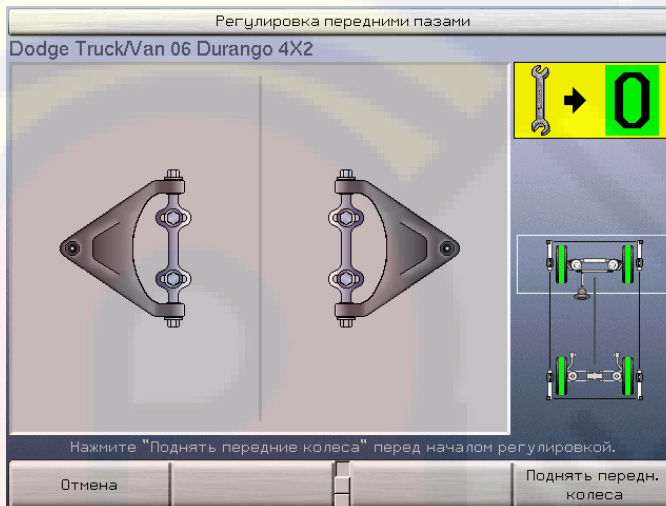 Регулировка передними пазами
Dodge Truck/Van 06 Durango 4X2
0
Нажмите "Поднять передние колеса" перед началом регулировкой.
Отмена
Поднять передн.
колеса